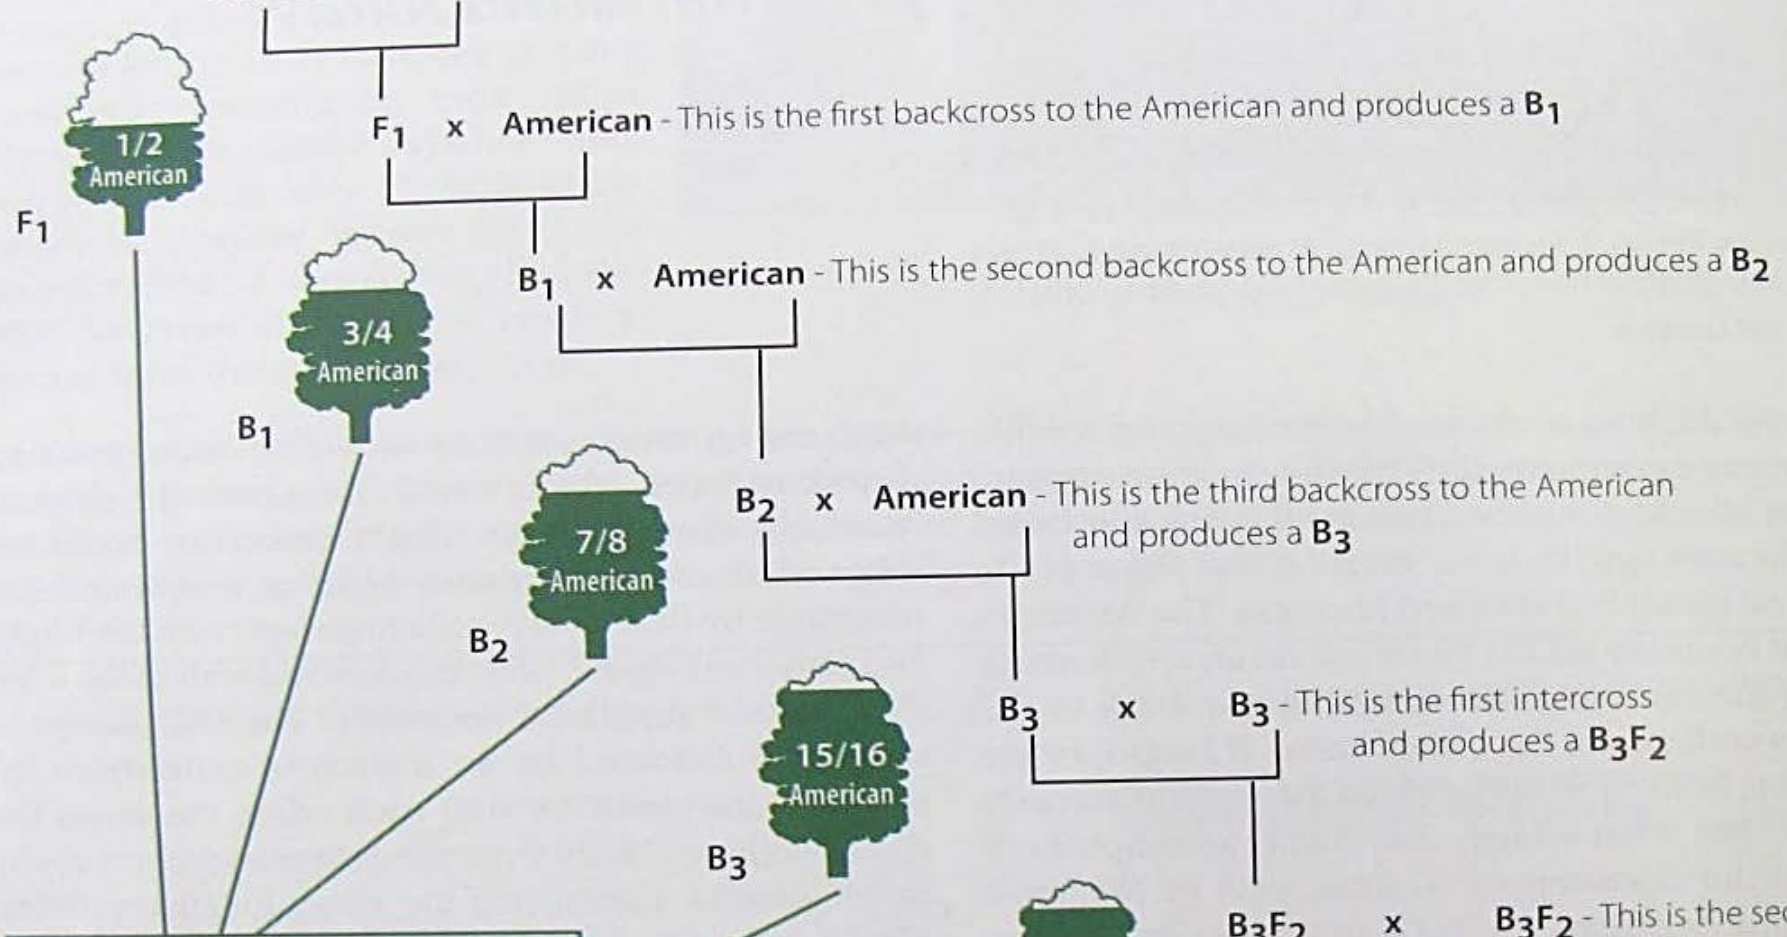 1/2
American
F₁
F₁ x American - This is the first backcross to the American and produces a B₁
3/4
American
B₁
B₁ x American - This is the second backcross to the American and produces a B₂
7/8
American
B₂
B₂ x American - This is the third backcross to the American
and produces a B₃
15/16
American
B₃
B₃ x B₃ - This is the first intercross
and produces a B₃F₂
B₃F₂ x B₃F₂ - This is the